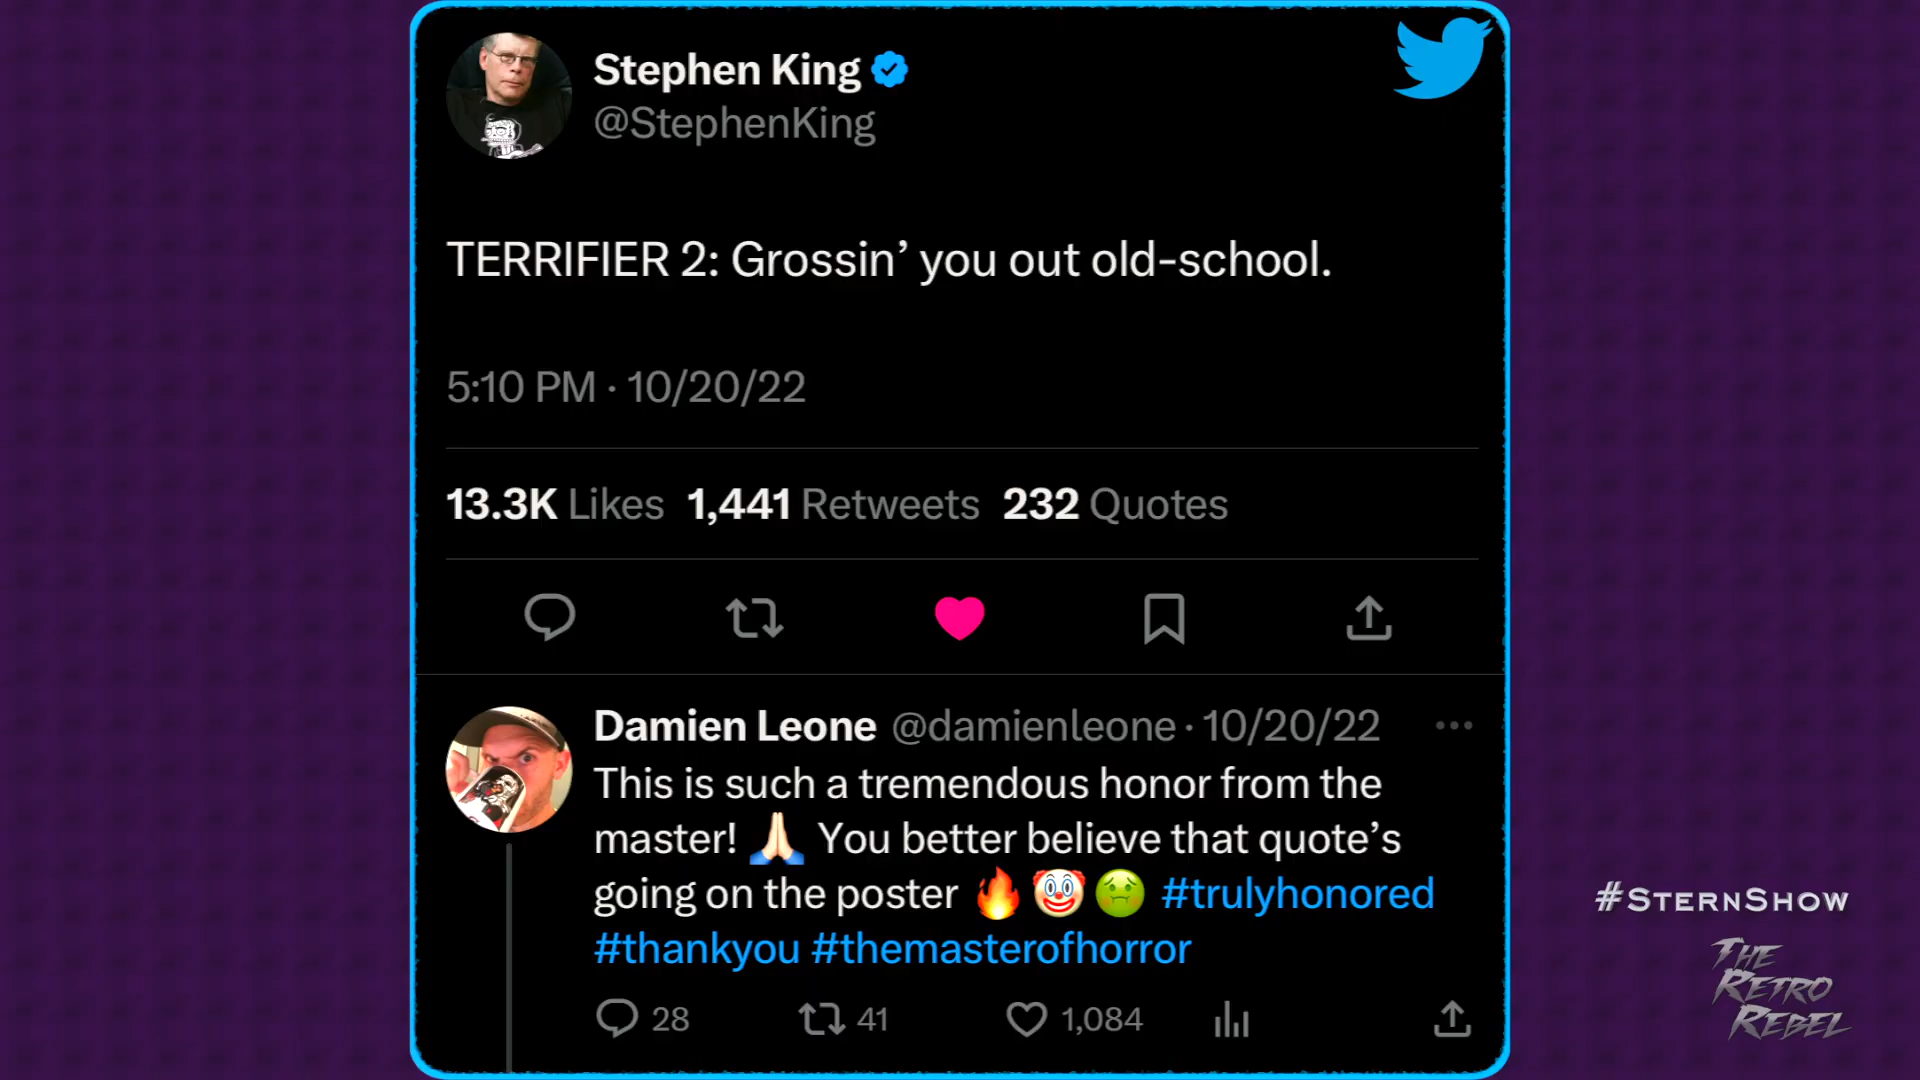 Stephen King
@StephenKing
TERRIFIER 2: Grossin’ you out old-school.
5:10 PM · 10/20/22
13.3K Likes 1,441 Retweets 232 Quotes
Damien Leone @damienleone · 10/20/22
This is such a tremendous honor from the
master! 🙏🏻 You better believe that quote’s
going on the poster 🔥🤡🤢 #trulyhonored
#thankyou #themasterofhorror
28 41 1,084
#SternShow
The
Retro
Rebel